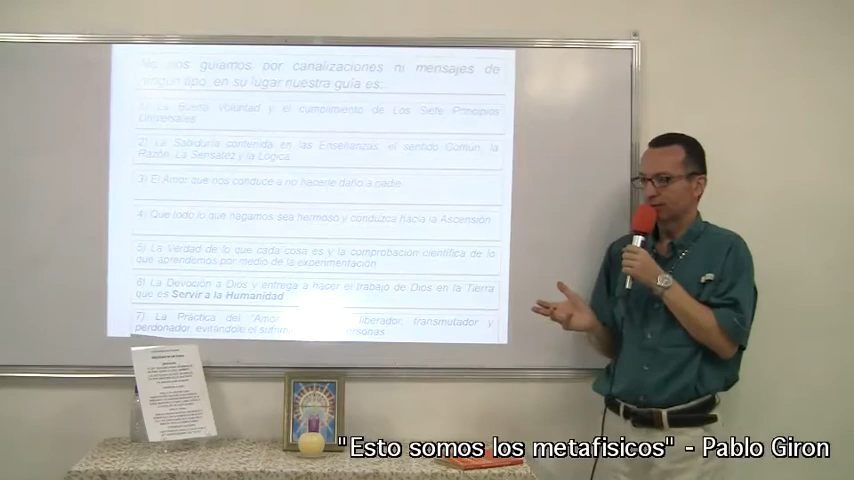 No nos guiamos por canalizaciones ni mensajes de
ningún tipo, en su lugar nuestra guía es:
1) La Buena Voluntad y el cumplimiento de Los Siete Principios
Universales.
2) La Sabiduría contenida en las Enseñanzas, el sentido Común, la
Razón, La Sensatez y la Lógica.
3) El Amor que nos conduce a no hacerle daño a nadie.
4) Que todo lo que hagamos sea hermoso y conduzca hacia la Ascensión.
5) La Verdad de lo que cada cosa es y la comprobación científica de lo
que aprendemos por medio de la experimentación.
6) La Devoción a Dios y entrega a hacer el trabajo de Dios en la Tierra
que es Servir a la Humanidad
7) La Práctica del "Amor liberador, transmutador y
perdonador, evitándole el
"Esto somos los metafísicos" - Pablo Giron